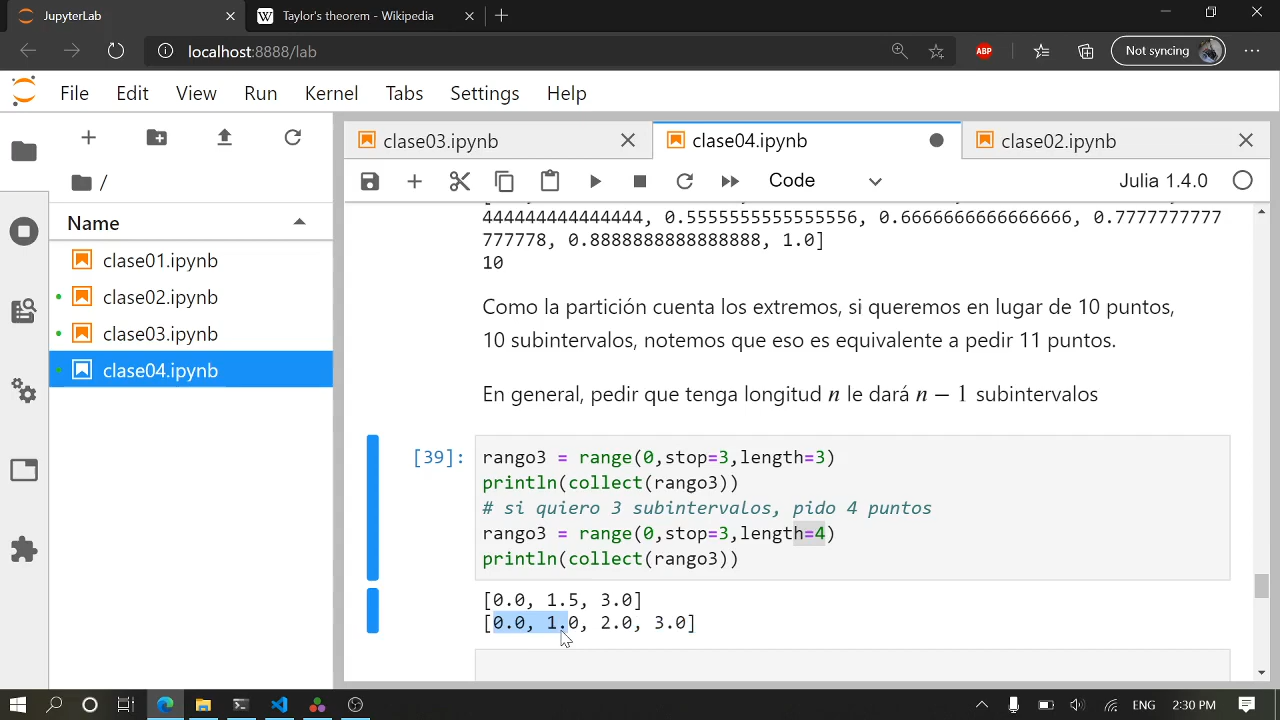 JupyterLab
Taylor's theorem - Wikipedia
localhost:8888/lab
ABP
Not syncing
File Edit View Run Kernel Tabs Settings Help
clase03.ipynb
clase04.ipynb
clase02.ipynb
/
Code
Julia 1.4.0
Name
clase01.ipynb
clase02.ipynb
clase03.ipynb
clase04.ipynb
444444444444444, 0.5555555555555556, 0.6666666666666666, 0.7777777777
777778, 0.8888888888888888, 1.0]
10
Como la partición cuenta los extremos, si queremos en lugar de 10 puntos,
10 subintervalos, notemos que eso es equivalente a pedir 11 puntos.
En general, pedir que tenga longitud n le dará n − 1 subintervalos
[39]:
rango3 = range(0,stop=3,length=3)
println(collect(rango3))
# si quiero 3 subintervalos, pido 4 puntos
rango3 = range(0,stop=3,length=4)
println(collect(rango3))
[0.0, 1.5, 3.0]
[0.0, 1.0, 2.0, 3.0]
ENG 2:30 PM